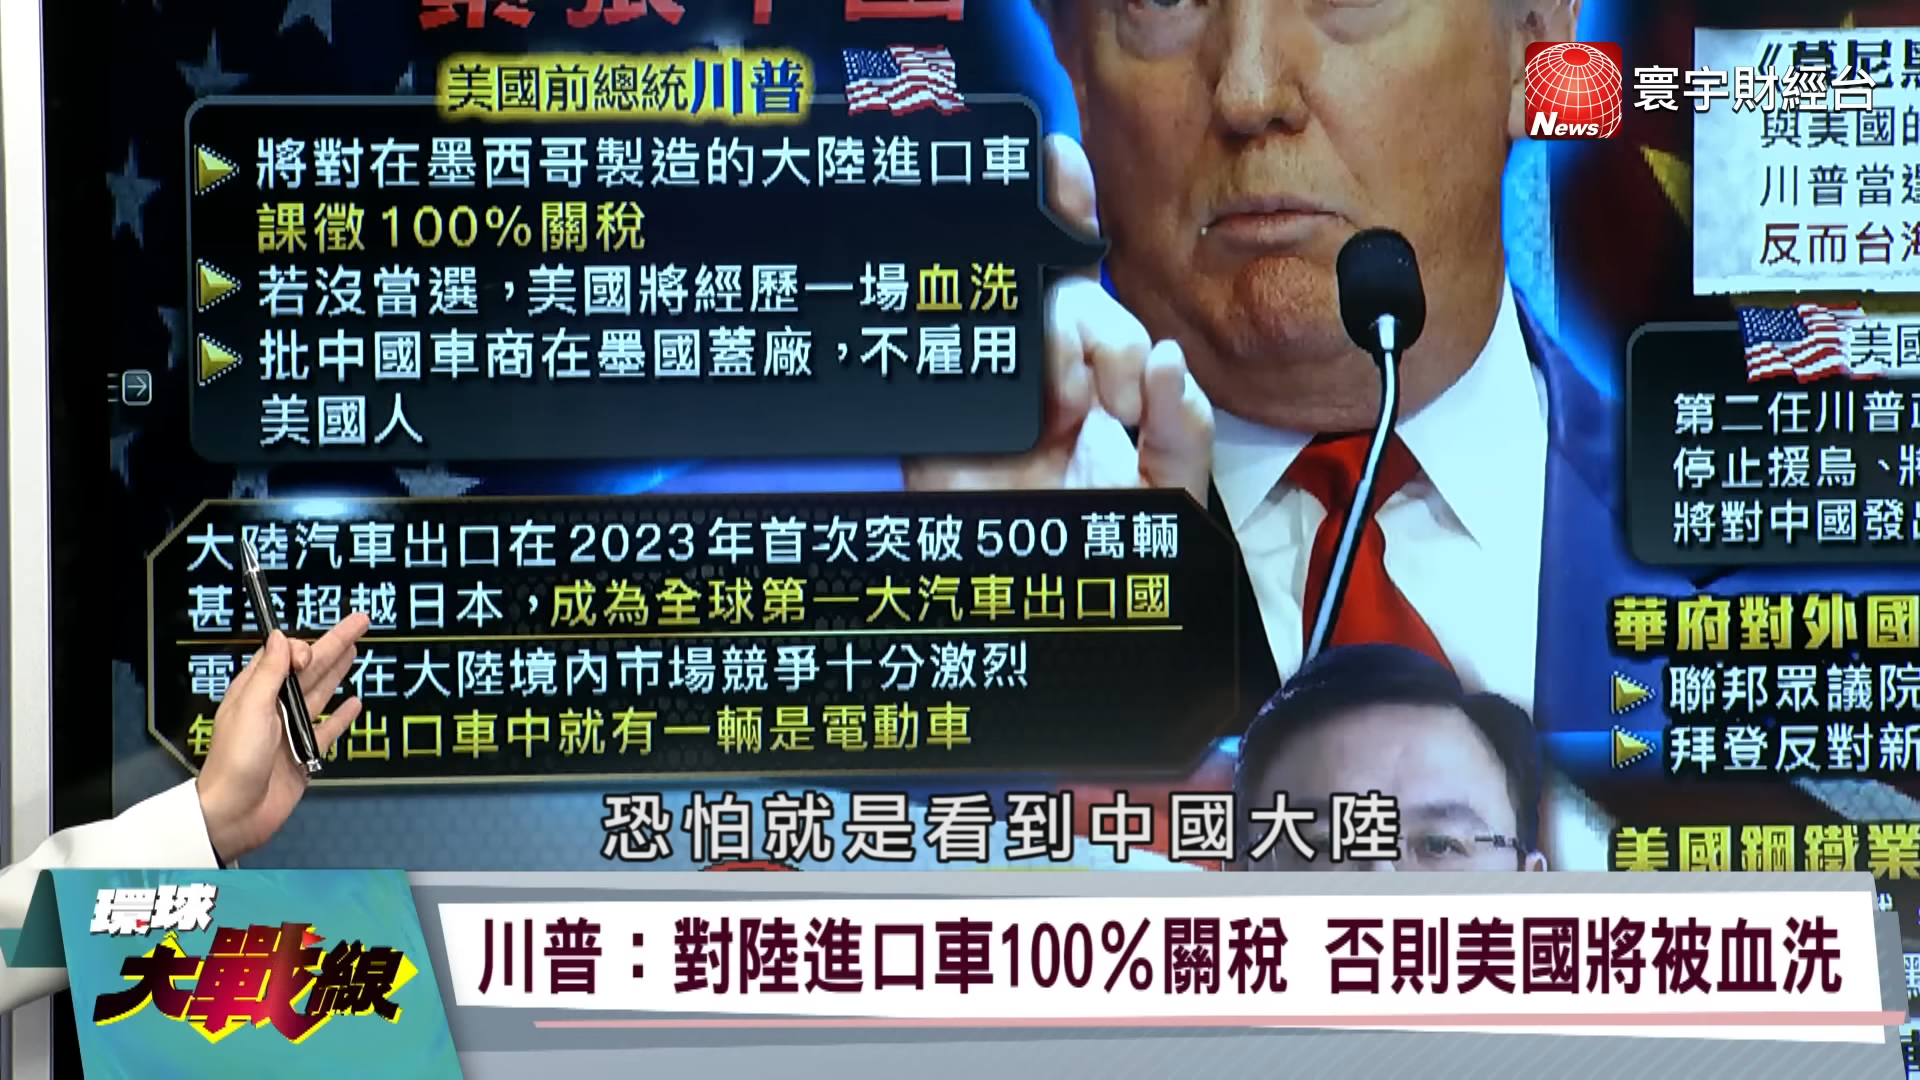 美國前總統川普
將對在墨西哥製造的大陸進口車
課徵100%關稅
若沒當選，美國將經歷一場血洗
批中國車商在墨國蓋廠，不雇用
美國人
大陸汽車出口在2023年首次突破500萬輛
甚至超越日本，成為全球第一大汽車出口國
在大陸境內市場競爭十分激烈
出口車中就有一輛是電動車
News 寰宇財經台
與美國的
川普當選
反而台海
美國
第二任川普
停止援烏、將
將對中國發出
華府對外國
聯邦眾議院
拜登反對新
美國鋼鐵業
恐怕就是看到中國大陸
環球
大戰線
川普：對陸進口車100%關稅 否則美國將被血洗